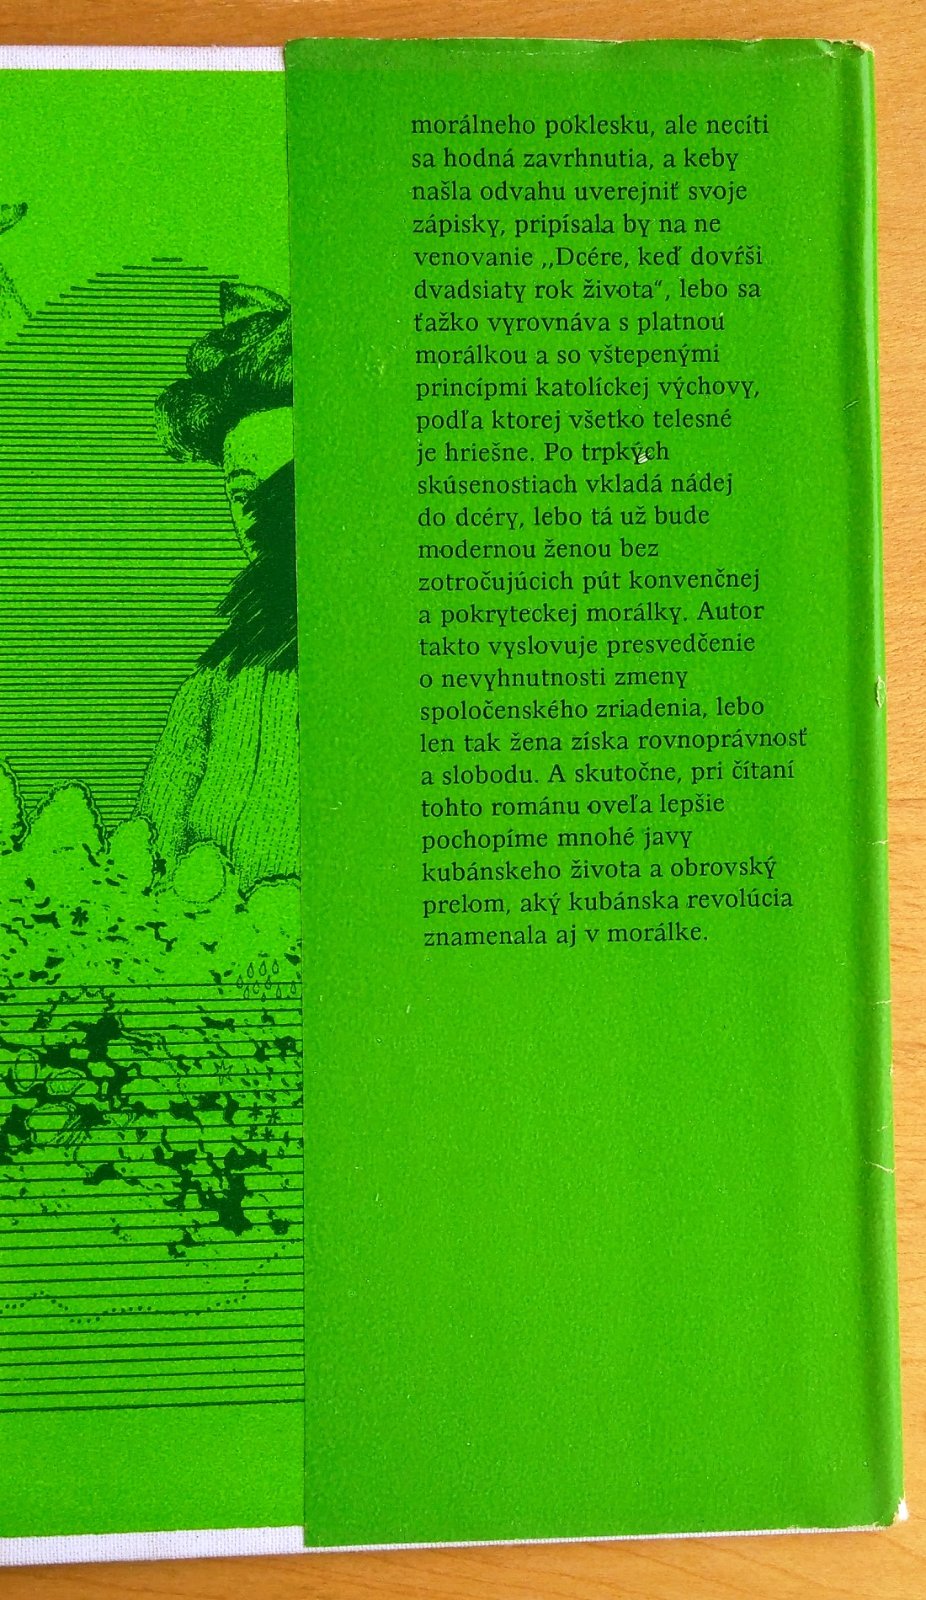 morálneho poklesku, ale necíti
sa hodná zavrhnutia, a keby
našla odvahu uverejniť svoje
zápisky, pripísala by na ne
venovanie „Dcére, keď dovŕši
dvadsiaty rok života“, lebo sa
ťažko vyrovnáva s platnou
morálkou a so vštepenými
princípmi katolíckej výchovy,
podľa ktorej všetko telesné
je hriešne. Po trpkých
skúsenostiach vkladá nádej
do dcéry, lebo tá už bude
modernou ženou bez
zotročujúcich pút konvenčnej
a pokryteckej morálky. Autor
takto vyslovuje presvedčenie
o nevyhnutnosti zmeny
spoločenského zriadenia, lebo
len tak žena získa rovnoprávnosť
a slobodu. A skutočne, pri čítaní
tohto románu oveľa lepšie
pochopíme mnohé javy
kubánskeho života a obrovský
prelom, aký kubánska revolúcia
znamenala aj v morálke.